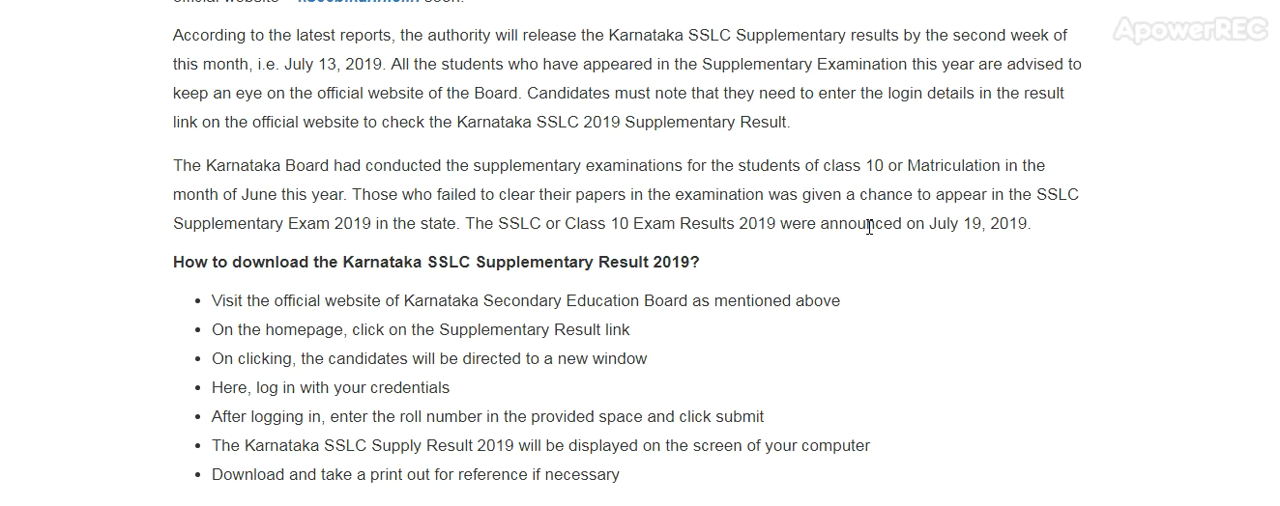 ApowerREC
According to the latest reports, the authority will release the Karnataka SSLC Supplementary results by the second week of
this month, i.e. July 13, 2019. All the students who have appeared in the Supplementary Examination this year are advised to
keep an eye on the official website of the Board. Candidates must note that they need to enter the login details in the result
link on the official website to check the Karnataka SSLC 2019 Supplementary Result.
The Karnataka Board had conducted the supplementary examinations for the students of class 10 or Matriculation in the
month of June this year. Those who failed to clear their papers in the examination was given a chance to appear in the SSLC
Supplementary Exam 2019 in the state. The SSLC or Class 10 Exam Results 2019 were announced on July 19, 2019.
How to download the Karnataka SSLC Supplementary Result 2019?
• Visit the official website of Karnataka Secondary Education Board as mentioned above
• On the homepage, click on the Supplementary Result link
• On clicking, the candidates will be directed to a new window
• Here, log in with your credentials
• After logging in, enter the roll number in the provided space and click submit
• The Karnataka SSLC Supply Result 2019 will be displayed on the screen of your computer
• Download and take a print out for reference if necessary